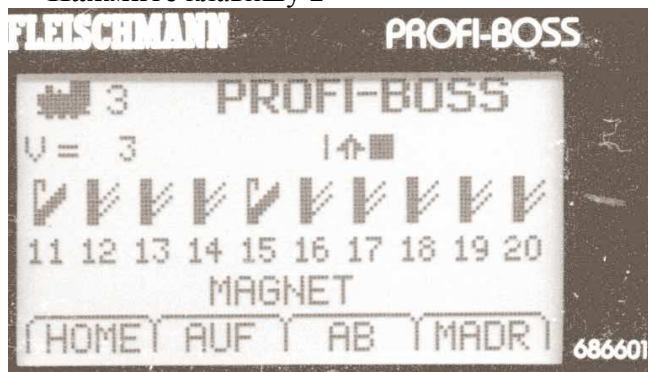 FLEISCHMANN PROFI-BOSS
3 PROFI-BOSS
V = 3
11 12 13 14 15 16 17 18 19 20
MAGNET
HOME AUF AB MADR
686601